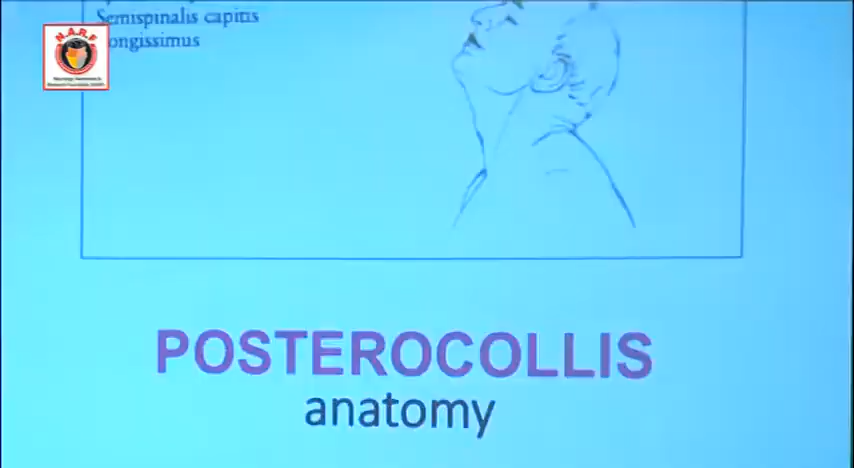 Semispinalis capitis
ongissimus
N.A.R.F
POSTEROCOLLIS
anatomy